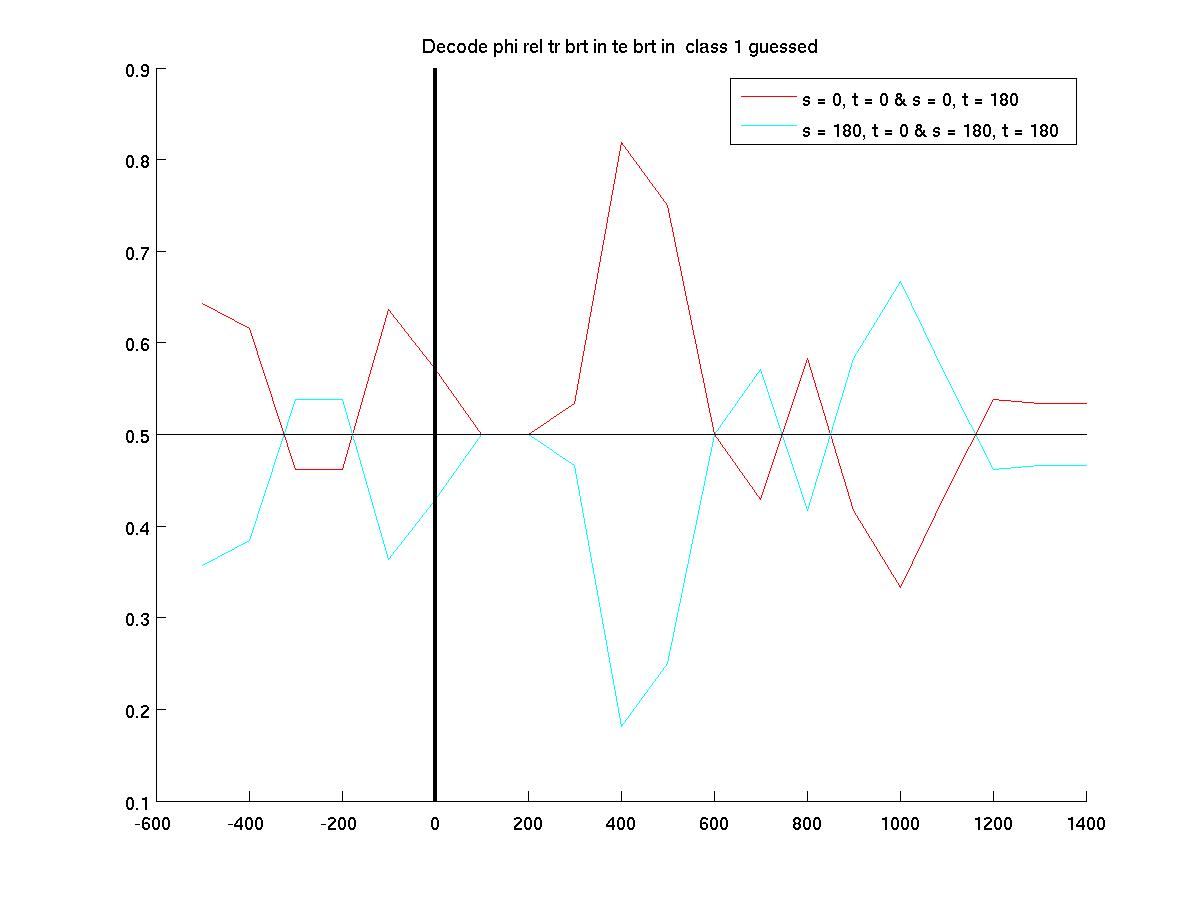 Decode phi rel tr brt in te brt in  class 1 guessed
s = 0, t = 0 & s = 0, t = 180
s = 180, t = 0 & s = 180, t = 180
0.9
0.8
0.7
0.6
0.5
0.4
0.3
0.2
0.1
-600 -400 -200 0 200 400 600 800 1000 1200 1400